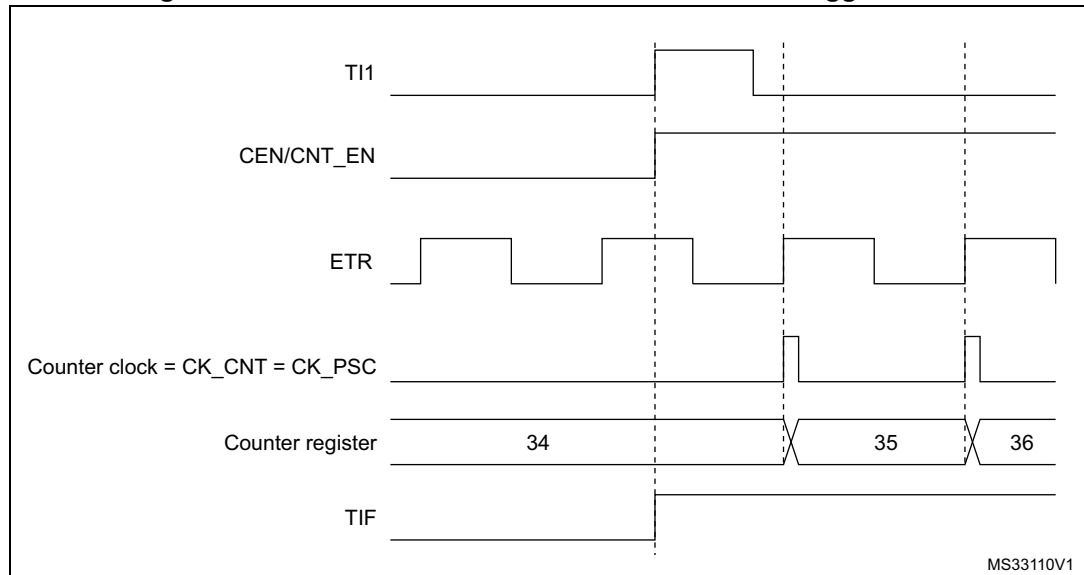 TI1
CEN/CNT_EN
ETR
Counter clock = CK_CNT = CK_PSC
Counter register 34 35 36
TIF
MS33110V1